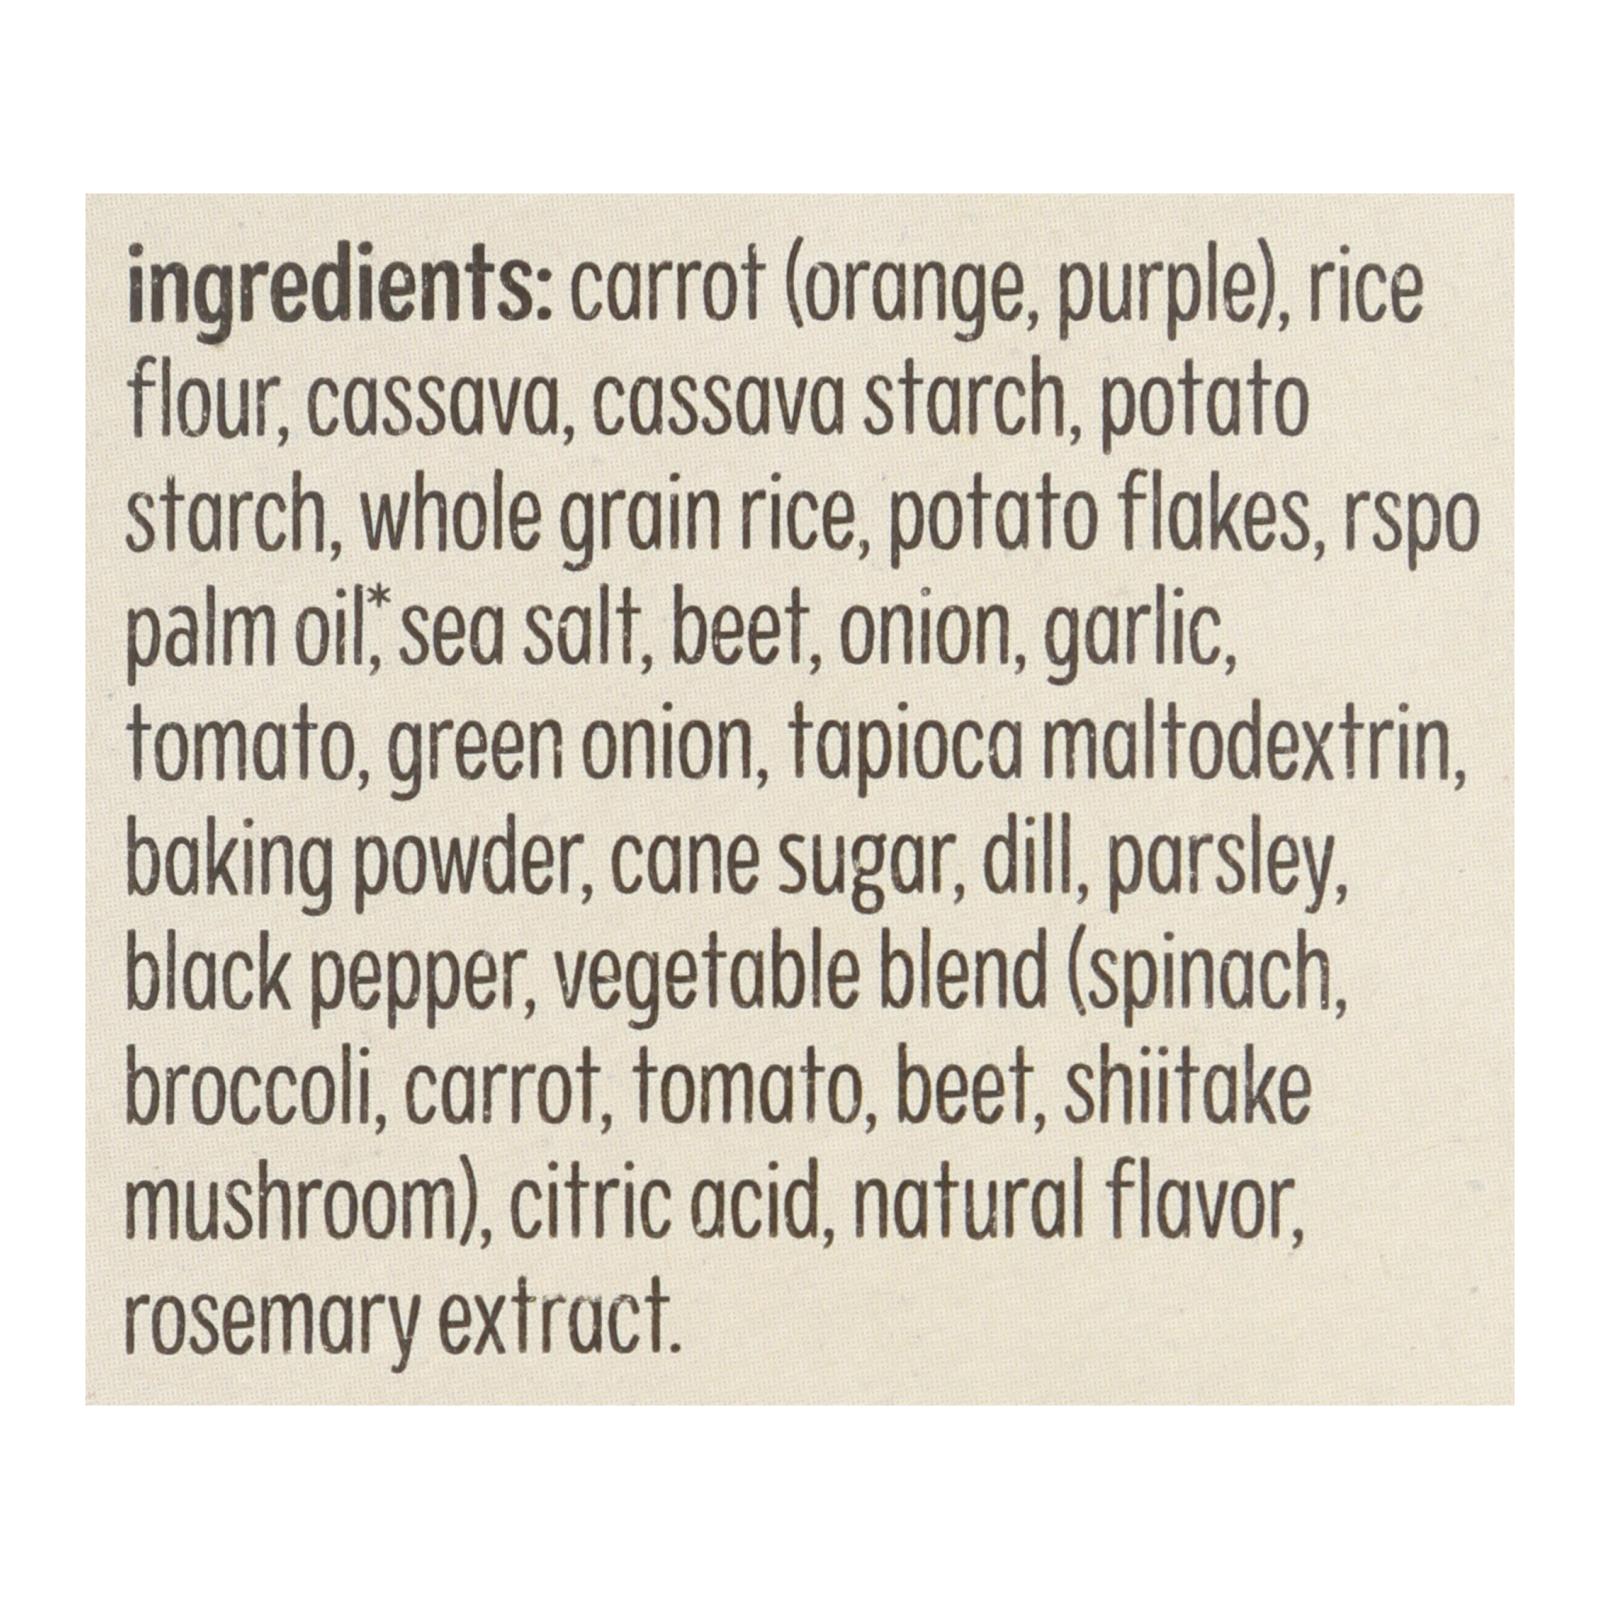 ingredients: carrot (orange, purple), rice
flour, cassava, cassava starch, potato
starch, whole grain rice, potato flakes, rspo
palm oil,* sea salt, beet, onion, garlic,
tomato, green onion, tapioca maltodextrin,
baking powder, cane sugar, dill, parsley,
black pepper, vegetable blend (spinach,
broccoli, carrot, tomato, beet, shiitake
mushroom), citric acid, natural flavor,
rosemary extract.